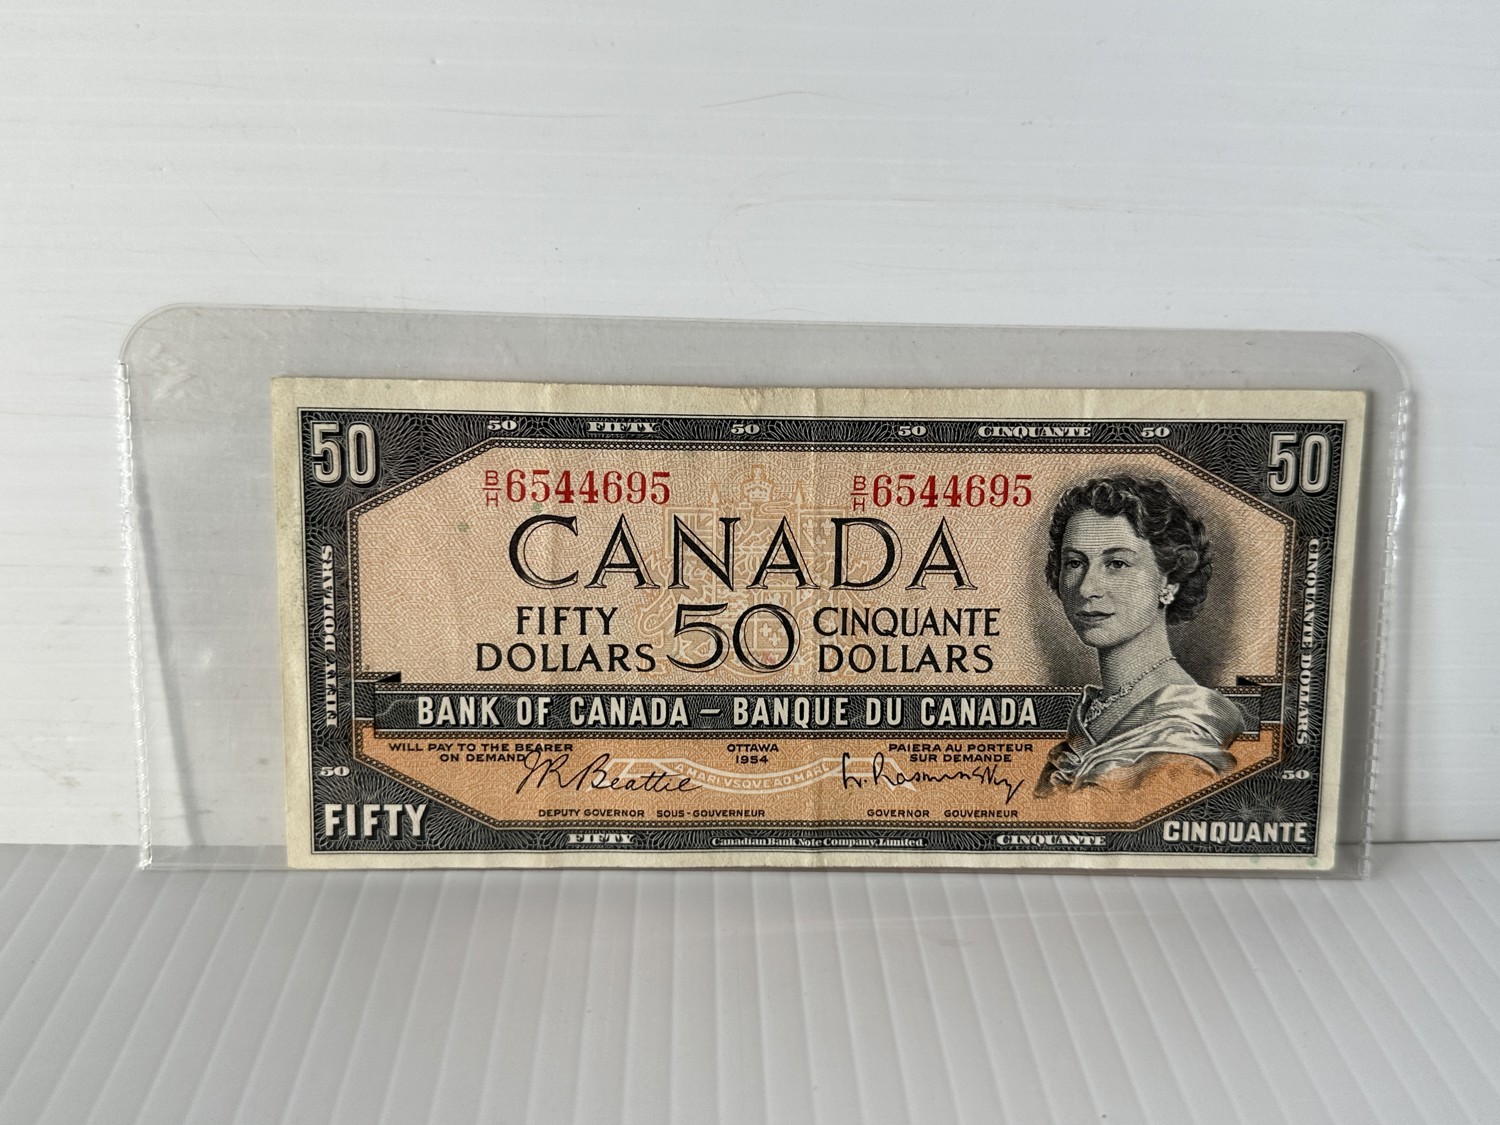 50 50 FIFTY 50 50 CINQUANTE 50 50
B/H 6544695 B/H 6544695
CANADA
FIFTY DOLLARS 50 CINQUANTE DOLLARS
FIFTY DOLLARS
CINQUANTE DOLLARS
BANK OF CANADA – BANQUE DU CANADA
WILL PAY TO THE BEARER
ON DEMAND
OTTAWA
1954
PAIERA AU PORTEUR
SUR DEMANDE
J.R. Beattie
L. Rasminsky
A MARI VSQVE AD MARE
DEPUTY GOVERNOR SOUS-GOUVERNEUR
GOVERNOR GOUVERNEUR
50 50
FIFTY CINQUANTE
FIFTY Canadian Bank Note Company, Limited. CINQUANTE